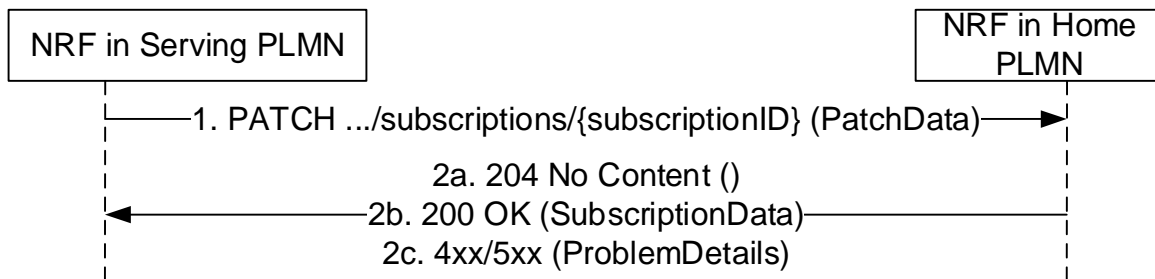 NRF in Serving PLMN
NRF in Home
PLMN
1. PATCH .../subscriptions/{subscriptionID} (PatchData)
2a. 204 No Content ()
2b. 200 OK (SubscriptionData)
2c. 4xx/5xx (ProblemDetails)